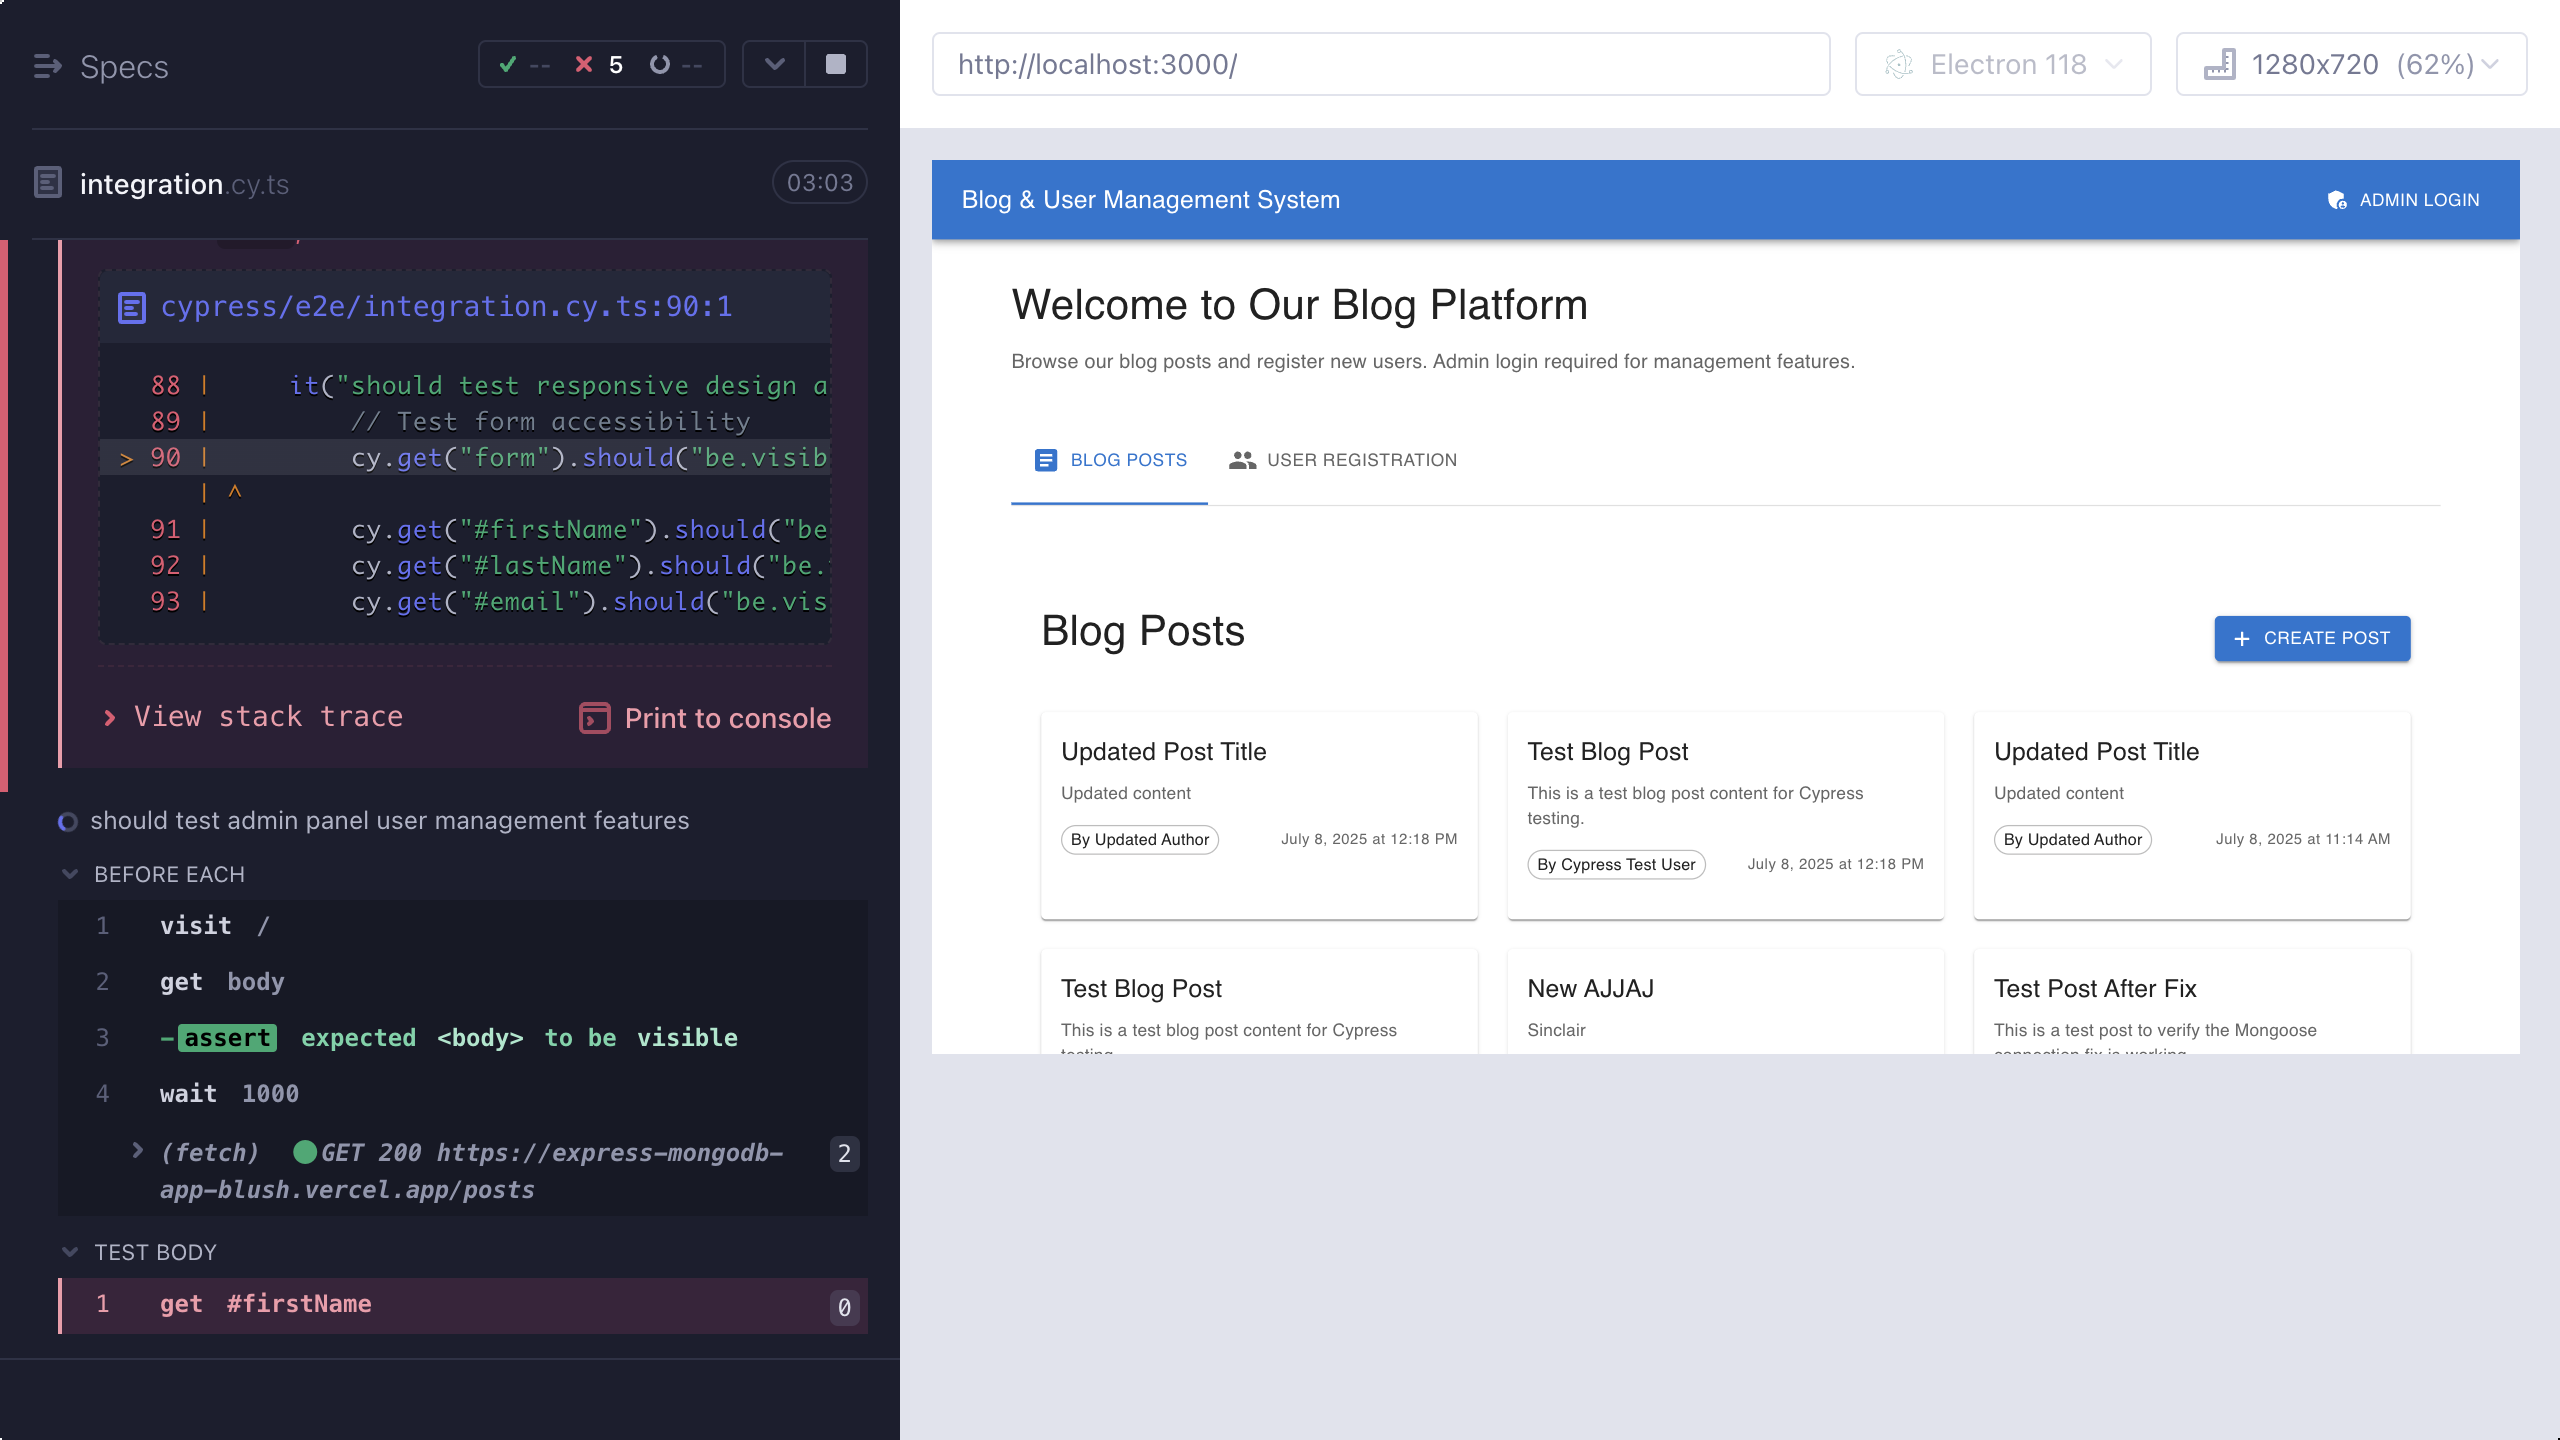 Specs
-- 5 --
integration.cy.ts
03:03
cypress/e2e/integration.cy.ts:90:1
88 | it("should test responsive design a
89 | // Test form accessibility
> 90 | cy.get("form").should("be.visib
| ^
91 | cy.get("#firstName").should("be
92 | cy.get("#lastName").should("be.
93 | cy.get("#email").should("be.vis
View stack trace
Print to console
should test admin panel user management features
BEFORE EACH
1 visit /
2 get body
3 -assert expected <body> to be visible
4 wait 1000
(fetch) GET 200 https://express-mongodb-
app-blush.vercel.app/posts
2
TEST BODY
1 get #firstName 0
http://localhost:3000/
Electron 118
1280x720 (62%)
Blog & User Management System
ADMIN LOGIN
Welcome to Our Blog Platform
Browse our blog posts and register new users. Admin login required for management features.
BLOG POSTS
USER REGISTRATION
Blog Posts
+ CREATE POST
Updated Post Title
Updated content
By Updated Author
July 8, 2025 at 12:18 PM
Test Blog Post
This is a test blog post content for Cypress
testing.
By Cypress Test User
July 8, 2025 at 12:18 PM
Updated Post Title
Updated content
By Updated Author
July 8, 2025 at 11:14 AM
Test Blog Post
This is a test blog post content for Cypress
testing.
New AJJAJ
Sinclair
Test Post After Fix
This is a test post to verify the Mongoose
connection fix is working